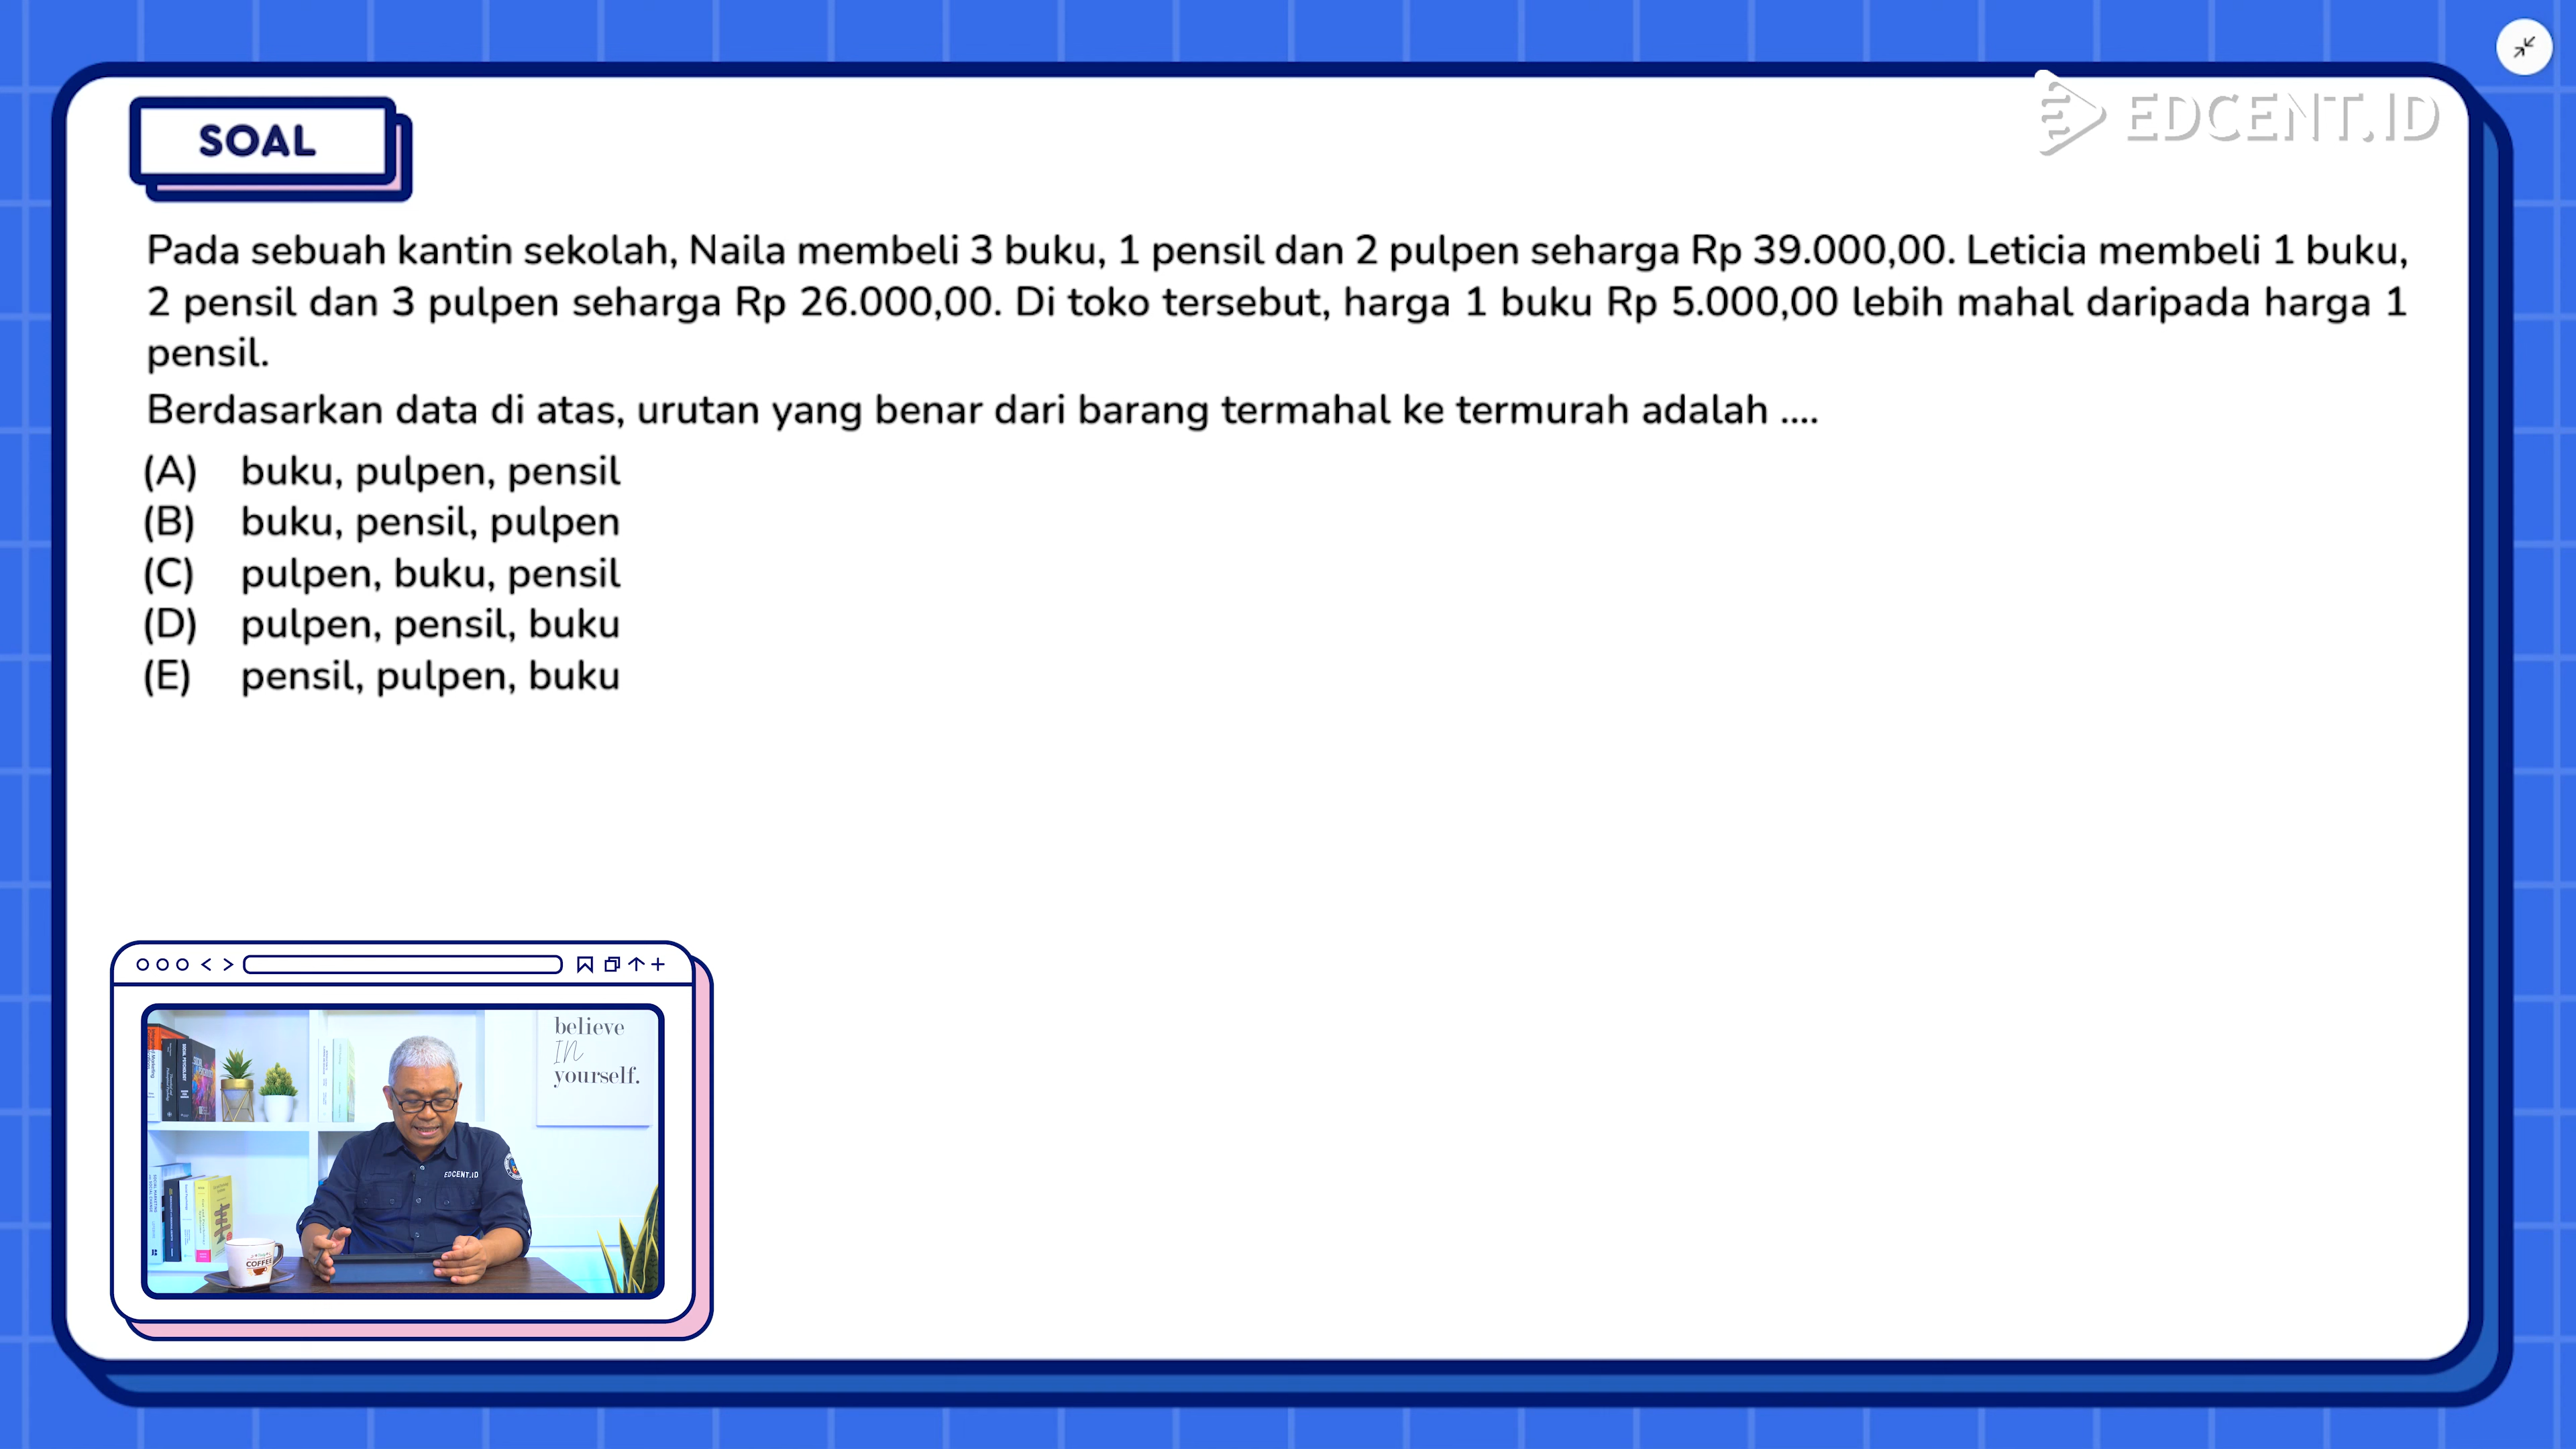 SOAL
EDCENT.ID
Pada sebuah kantin sekolah, Naila membeli 3 buku, 1 pensil dan 2 pulpen seharga Rp 39.000,00. Leticia membeli 1 buku,
2 pensil dan 3 pulpen seharga Rp 26.000,00. Di toko tersebut, harga 1 buku Rp 5.000,00 lebih mahal daripada harga 1
pensil.
Berdasarkan data di atas, urutan yang benar dari barang termahal ke termurah adalah ....
(A) buku, pulpen, pensil
(B) buku, pensil, pulpen
(C) pulpen, buku, pensil
(D) pulpen, pensil, buku
(E) pensil, pulpen, buku
believe
IN
yourself.
EDCENT.ID
COFFEE